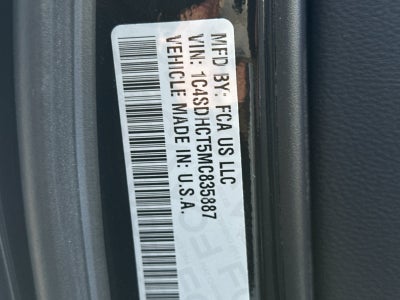 MFD BY: FCA US LLC
VIN: 1C4SDHCT5MC835887
VEHICLE MADE IN: U.S.A.